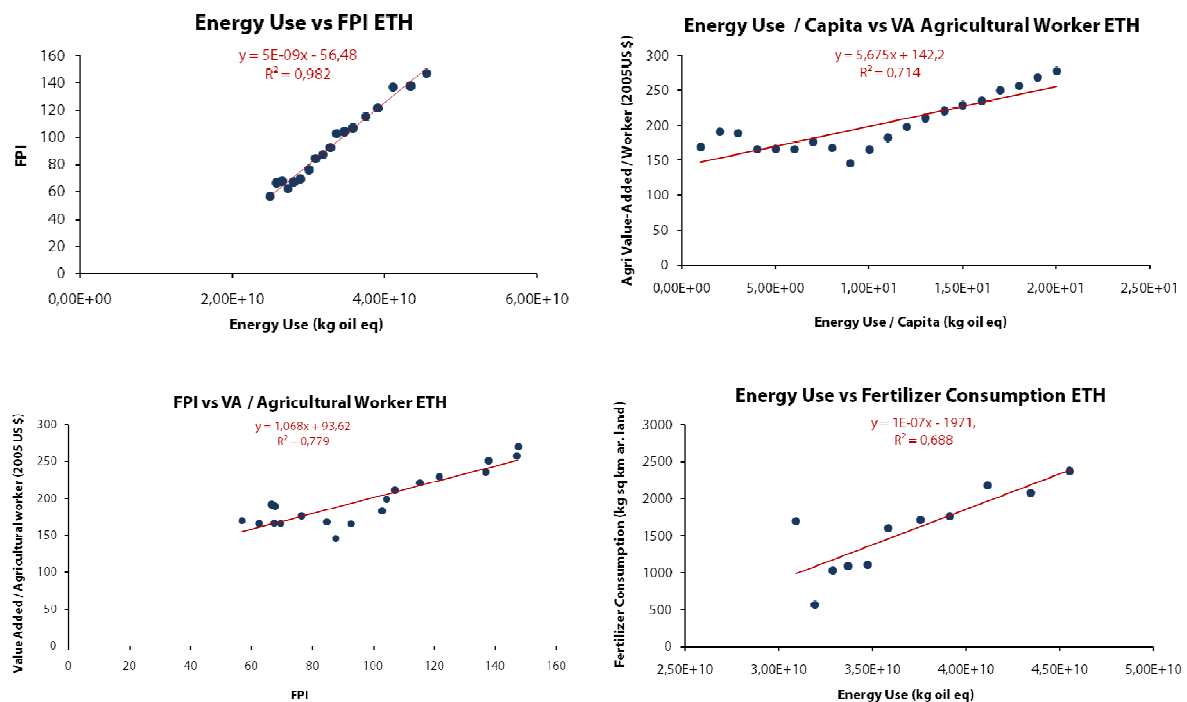 Energy Use vs FPI ETH
y = 5E-09x - 56,48
R² = 0,982
FPI
160
140
120
100
80
60
40
20
0
0,00E+00 2,00E+10 4,00E+10 6,00E+10
Energy Use (kg oil eq)
Energy Use / Capita vs VA Agricultural Worker ETH
y = 5,675x + 142,2
R² = 0,714
Agri Value-Added / Worker (2005US $)
300
250
200
150
100
50
0
0,00E+00 5,00E+00 1,00E+01 1,50E+01 2,00E+01 2,50E+01
Energy Use / Capita (kg oil eq)
FPI vs VA / Agricultural Worker ETH
y = 1,068x + 93,62
R² = 0,779
Value Added / Agricultural worker (2005 US $)
300
250
200
150
100
50
0
0 20 40 60 80 100 120 140 160
FPI
Energy Use vs Fertilizer Consumption ETH
y = 1E-07x - 1971,
R² = 0,688
Fertilizer Consumption (kg sq km ar. land)
3000
2500
2000
1500
1000
500
0
2,50E+10 3,00E+10 3,50E+10 4,00E+10 4,50E+10 5,00E+10
Energy Use (kg oil eq)